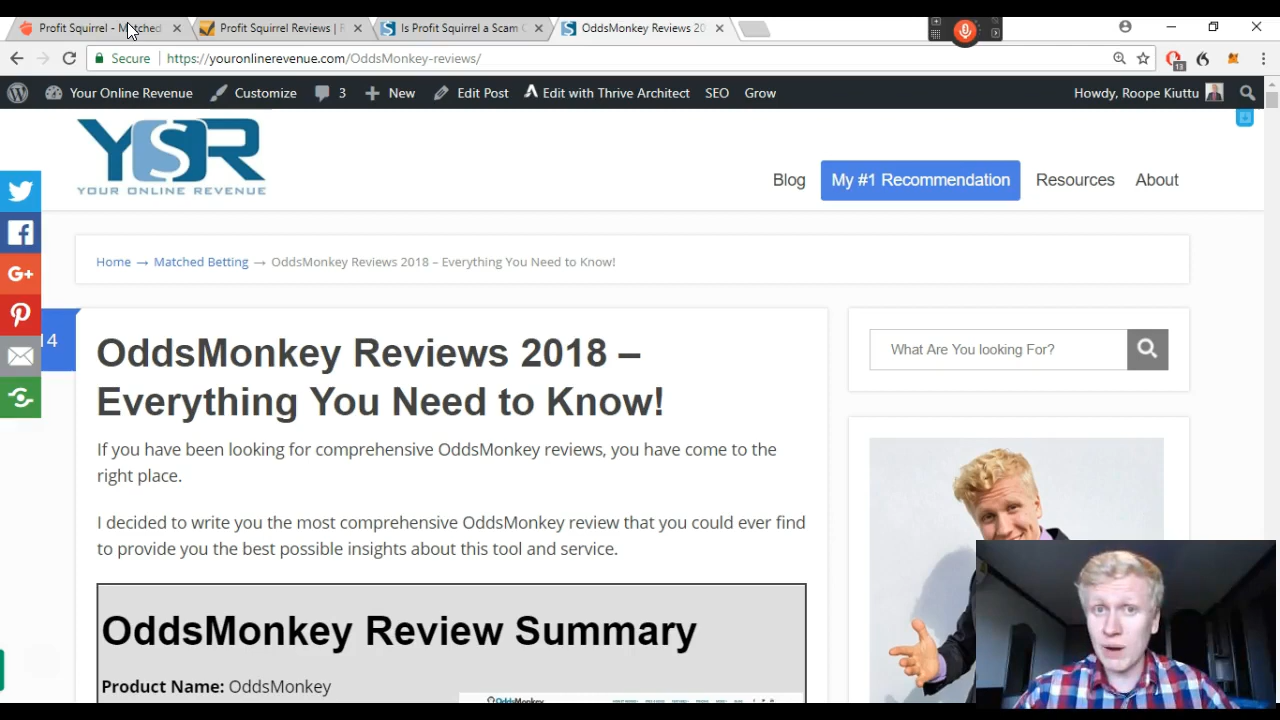 Profit Squirrel - Matched
Profit Squirrel Reviews | F
Is Profit Squirrel a Scam
OddsMonkey Reviews 20
Secure
https://youronlinerevenue.com/OddsMonkey-reviews/
13
Your Online Revenue
Customize
3
New
Edit Post
Edit with Thrive Architect
SEO
Grow
Howdy, Roope Kiuttu
Y$R
YOUR ONLINE REVENUE
Blog
My #1 Recommendation
Resources
About
Home → Matched Betting → OddsMonkey Reviews 2018 – Everything You Need to Know!
14
OddsMonkey Reviews 2018 –
Everything You Need to Know!
What Are You looking For?
G+
If you have been looking for comprehensive OddsMonkey reviews, you have come to the
right place.
I decided to write you the most comprehensive OddsMonkey review that you could ever find
to provide you the best possible insights about this tool and service.
OddsMonkey Review Summary
Product Name: OddsMonkey
OddsMonkey